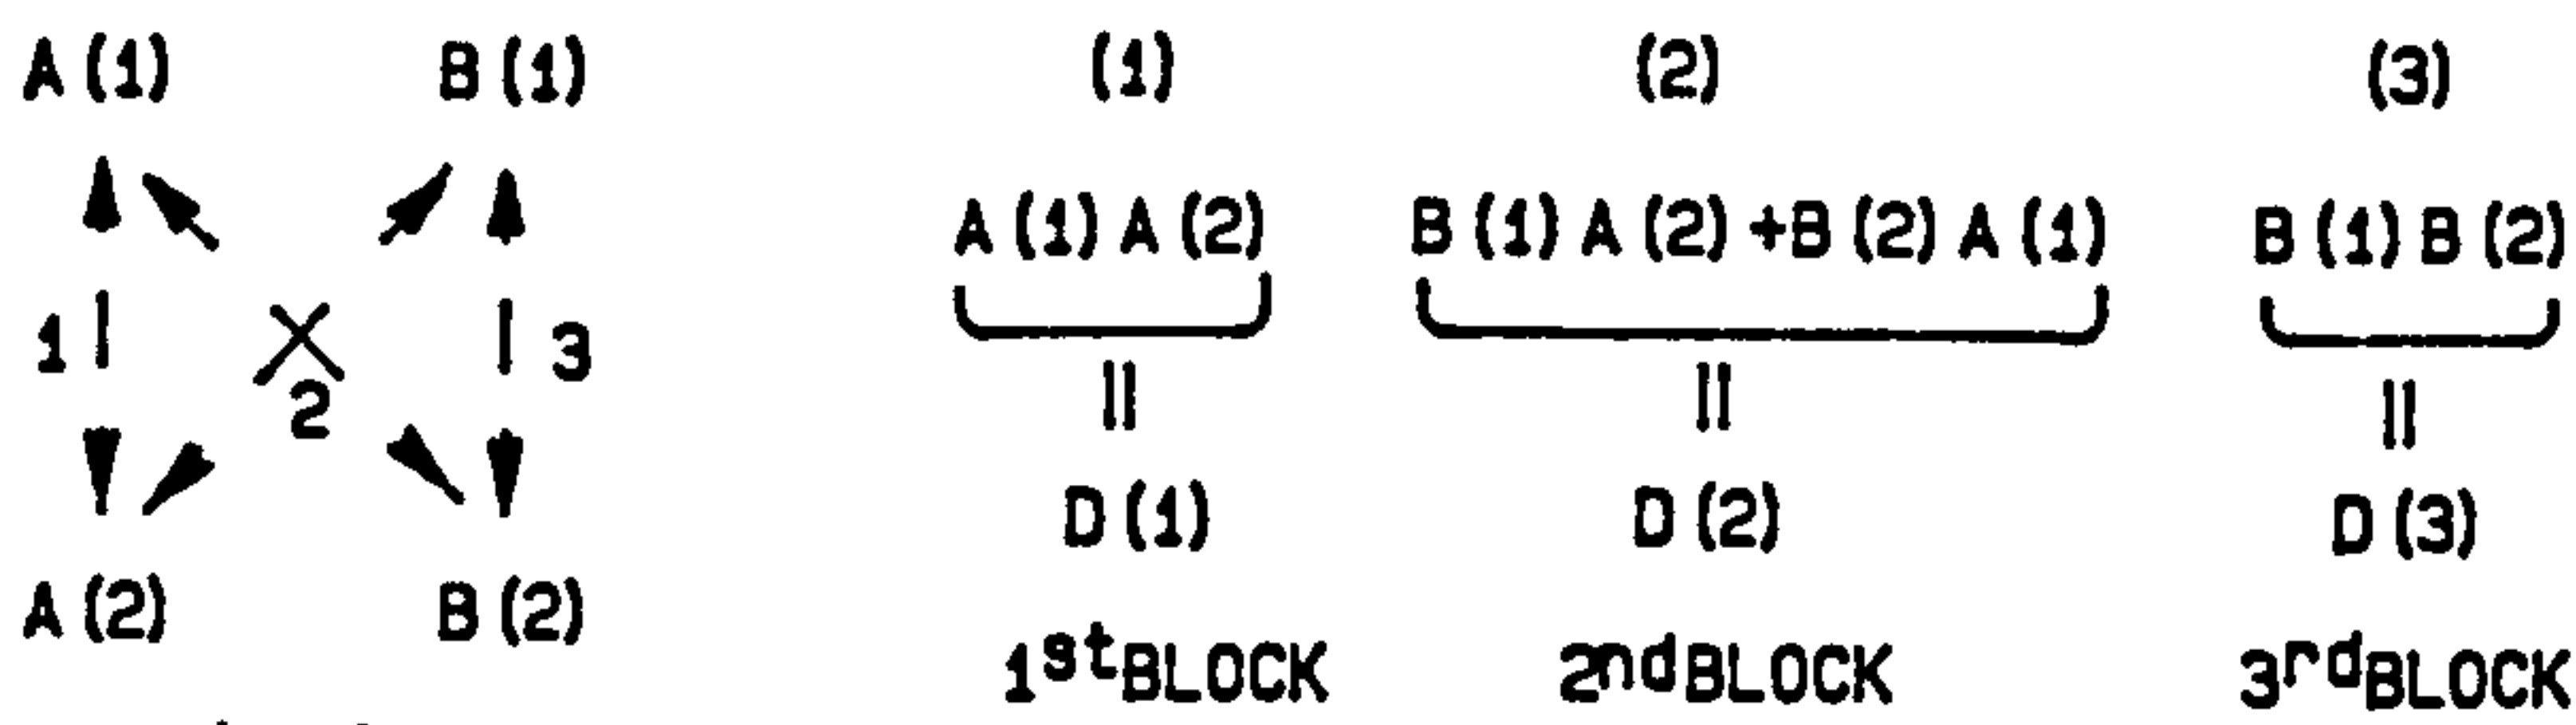 A (1) B (1) (1) (2) (3)
A (1) A (2) B (1) A (2) +B (2) A (1) B (1) B (2)
1 2 3
D (1) D (2) D (3)
A (2) B (2)
1st BLOCK 2nd BLOCK 3rd BLOCK